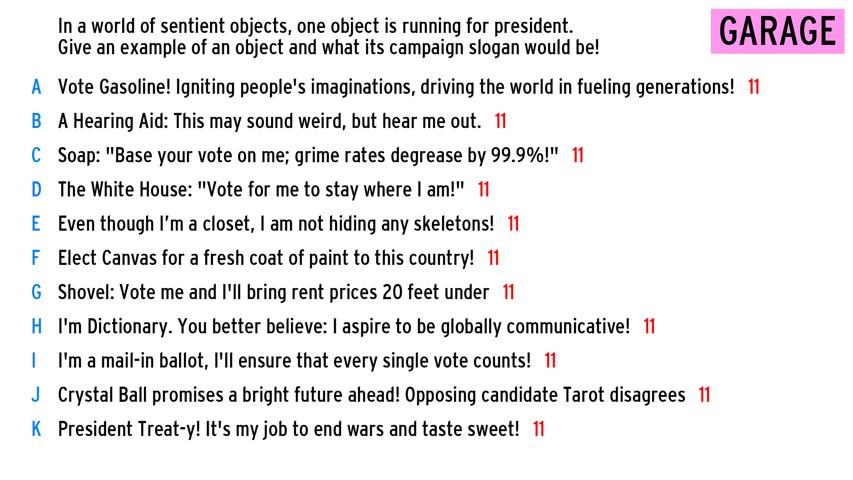 In a world of sentient objects, one object is running for president.
Give an example of an object and what its campaign slogan would be!
GARAGE
A Vote Gasoline! Igniting people's imaginations, driving the world in fueling generations! 11
B A Hearing Aid: This may sound weird, but hear me out. 11
C Soap: "Base your vote on me; grime rates degrease by 99.9%!" 11
D The White House: "Vote for me to stay where I am!" 11
E Even though I'm a closet, I am not hiding any skeletons! 11
F Elect Canvas for a fresh coat of paint to this country! 11
G Shovel: Vote me and I'll bring rent prices 20 feet under 11
H I'm Dictionary. You better believe: I aspire to be globally communicative! 11
I I'm a mail-in ballot, I'll ensure that every single vote counts! 11
J Crystal Ball promises a bright future ahead! Opposing candidate Tarot disagrees 11
K President Treat-y! It's my job to end wars and taste sweet! 11